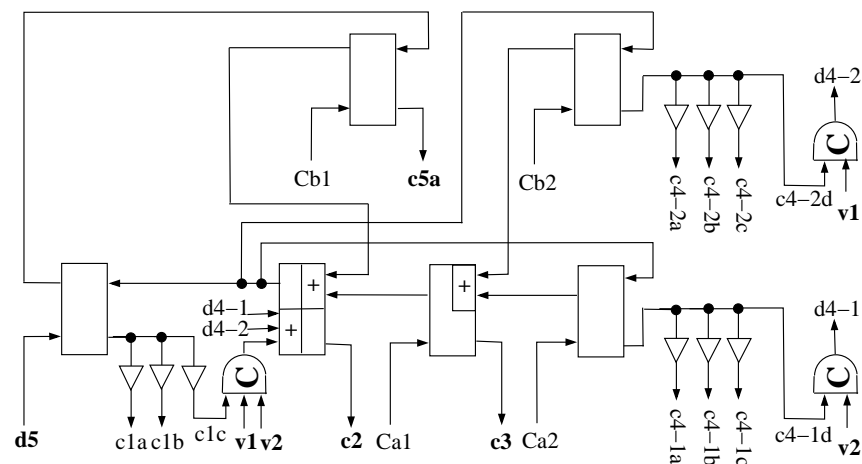 d4−2
C
Cb1
c5a
Cb2
c4−2a
c4−2b
c4−2c
c4−2d
v1
+
+
+
d4−1
d4−2
d4−1
C
C
d5
c1a
c1b
c1c
v1
v2
c2
Ca1
c3
Ca2
c4−1a
c4−1b
c4−1c
c4−1d
v2